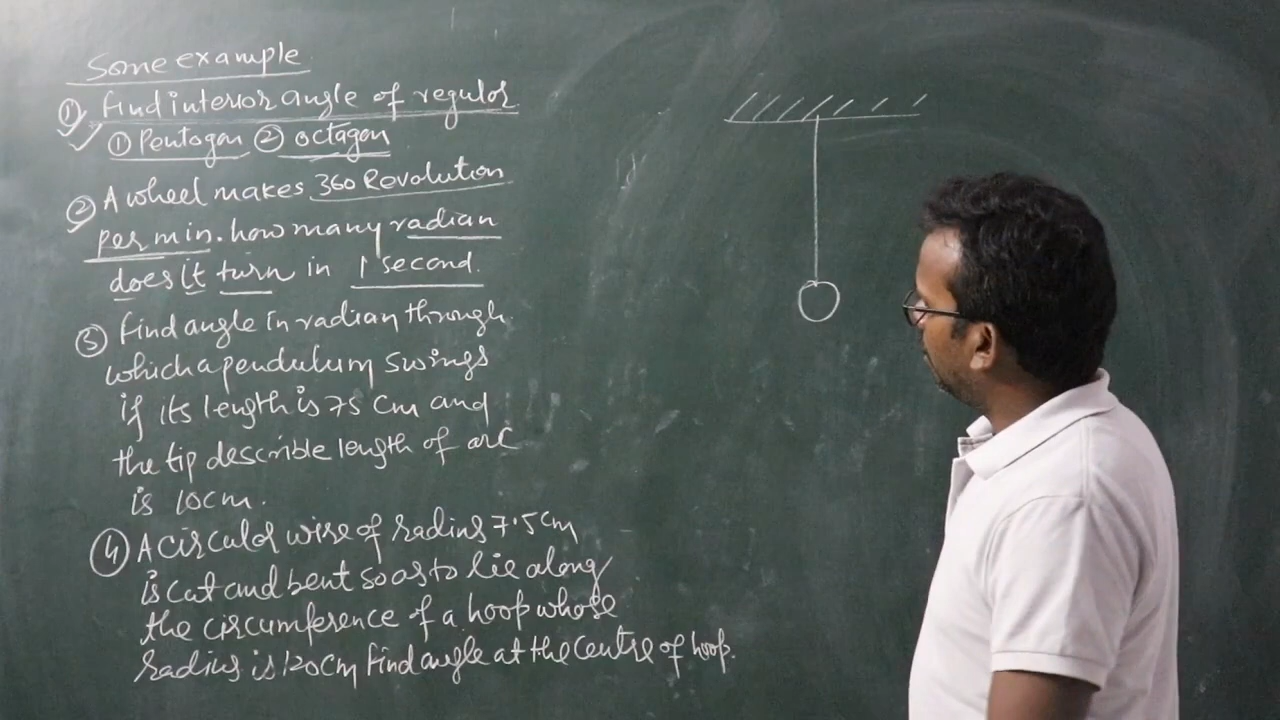 Some example
① Find interior angle of regular
① Pentagon ② octagon
② A wheel makes 360 Revolution
per min. how many radian
does it turn in 1 second.
③ Find angle in radian through
which a pendulum swings
if its length is 75 cm and
the tip describle length of arc
is 10cm.
④ A circular wire of radius 7.5cm
is cut and bent so as to lie along
the circumference of a hoop whose
radius is 120cm find angle at the centre of hoop.